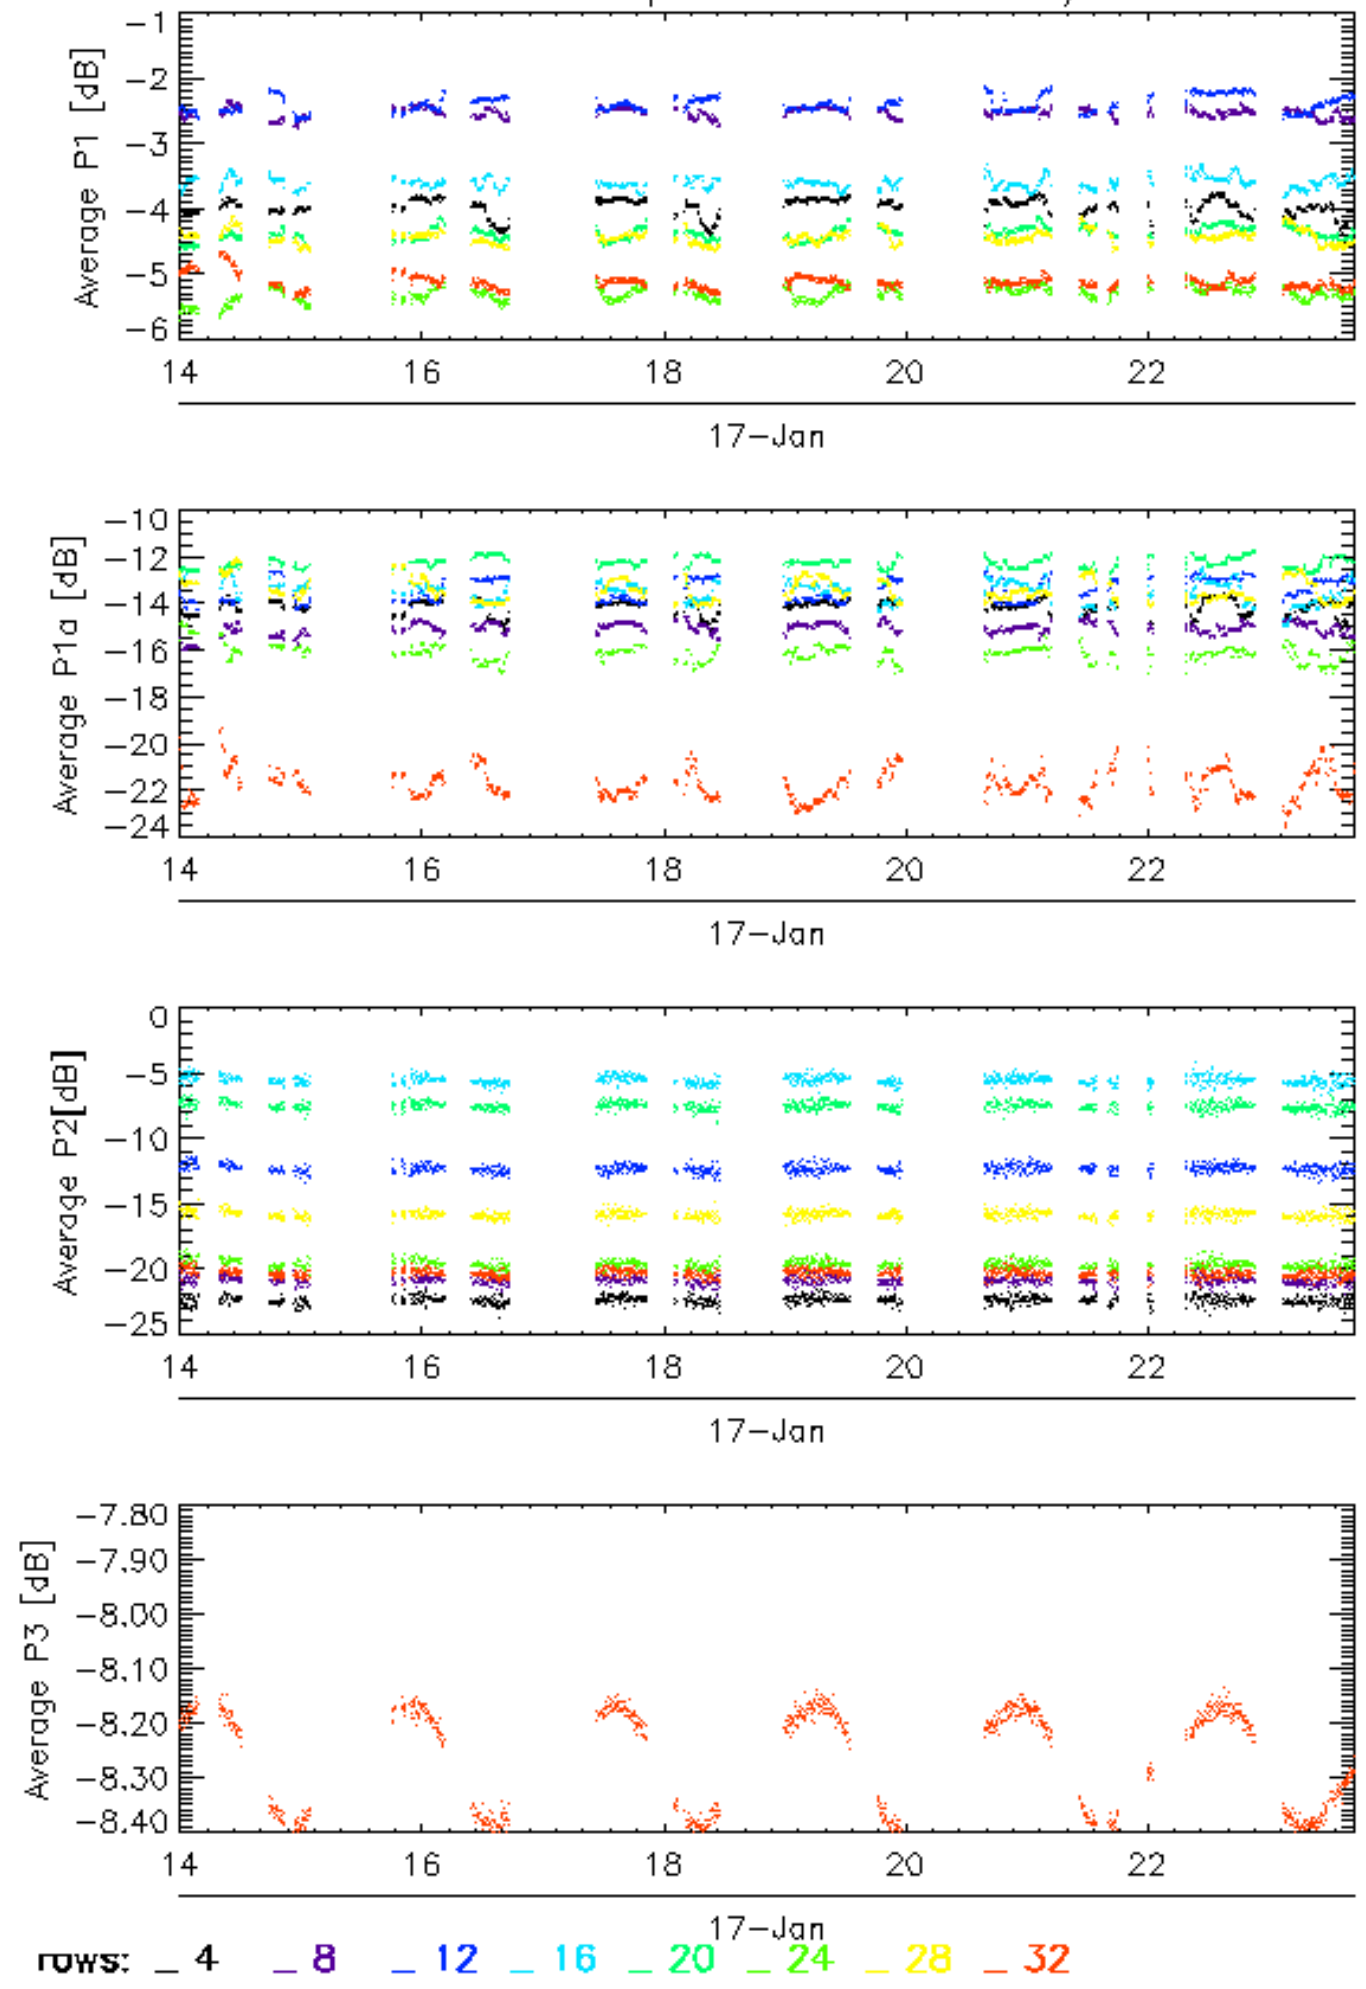 Average P1 [dB]
−1
−2
−3
−4
−5
−6
14 16 18 20 22
17−Jan
Average P1a [dB]
−10
−12
−14
−16
−18
−20
−22
−24
14 16 18 20 22
17−Jan
Average P2[dB]
0
−5
−10
−15
−20
−25
14 16 18 20 22
17−Jan
Average P3 [dB]
−7.80
−7.90
−8.00
−8.10
−8.20
−8.30
−8.40
14 16 18 20 22
17−Jan
rows: _ 4 _ 8 _ 12 _ 16 _ 20 _ 24 _ 28 _ 32